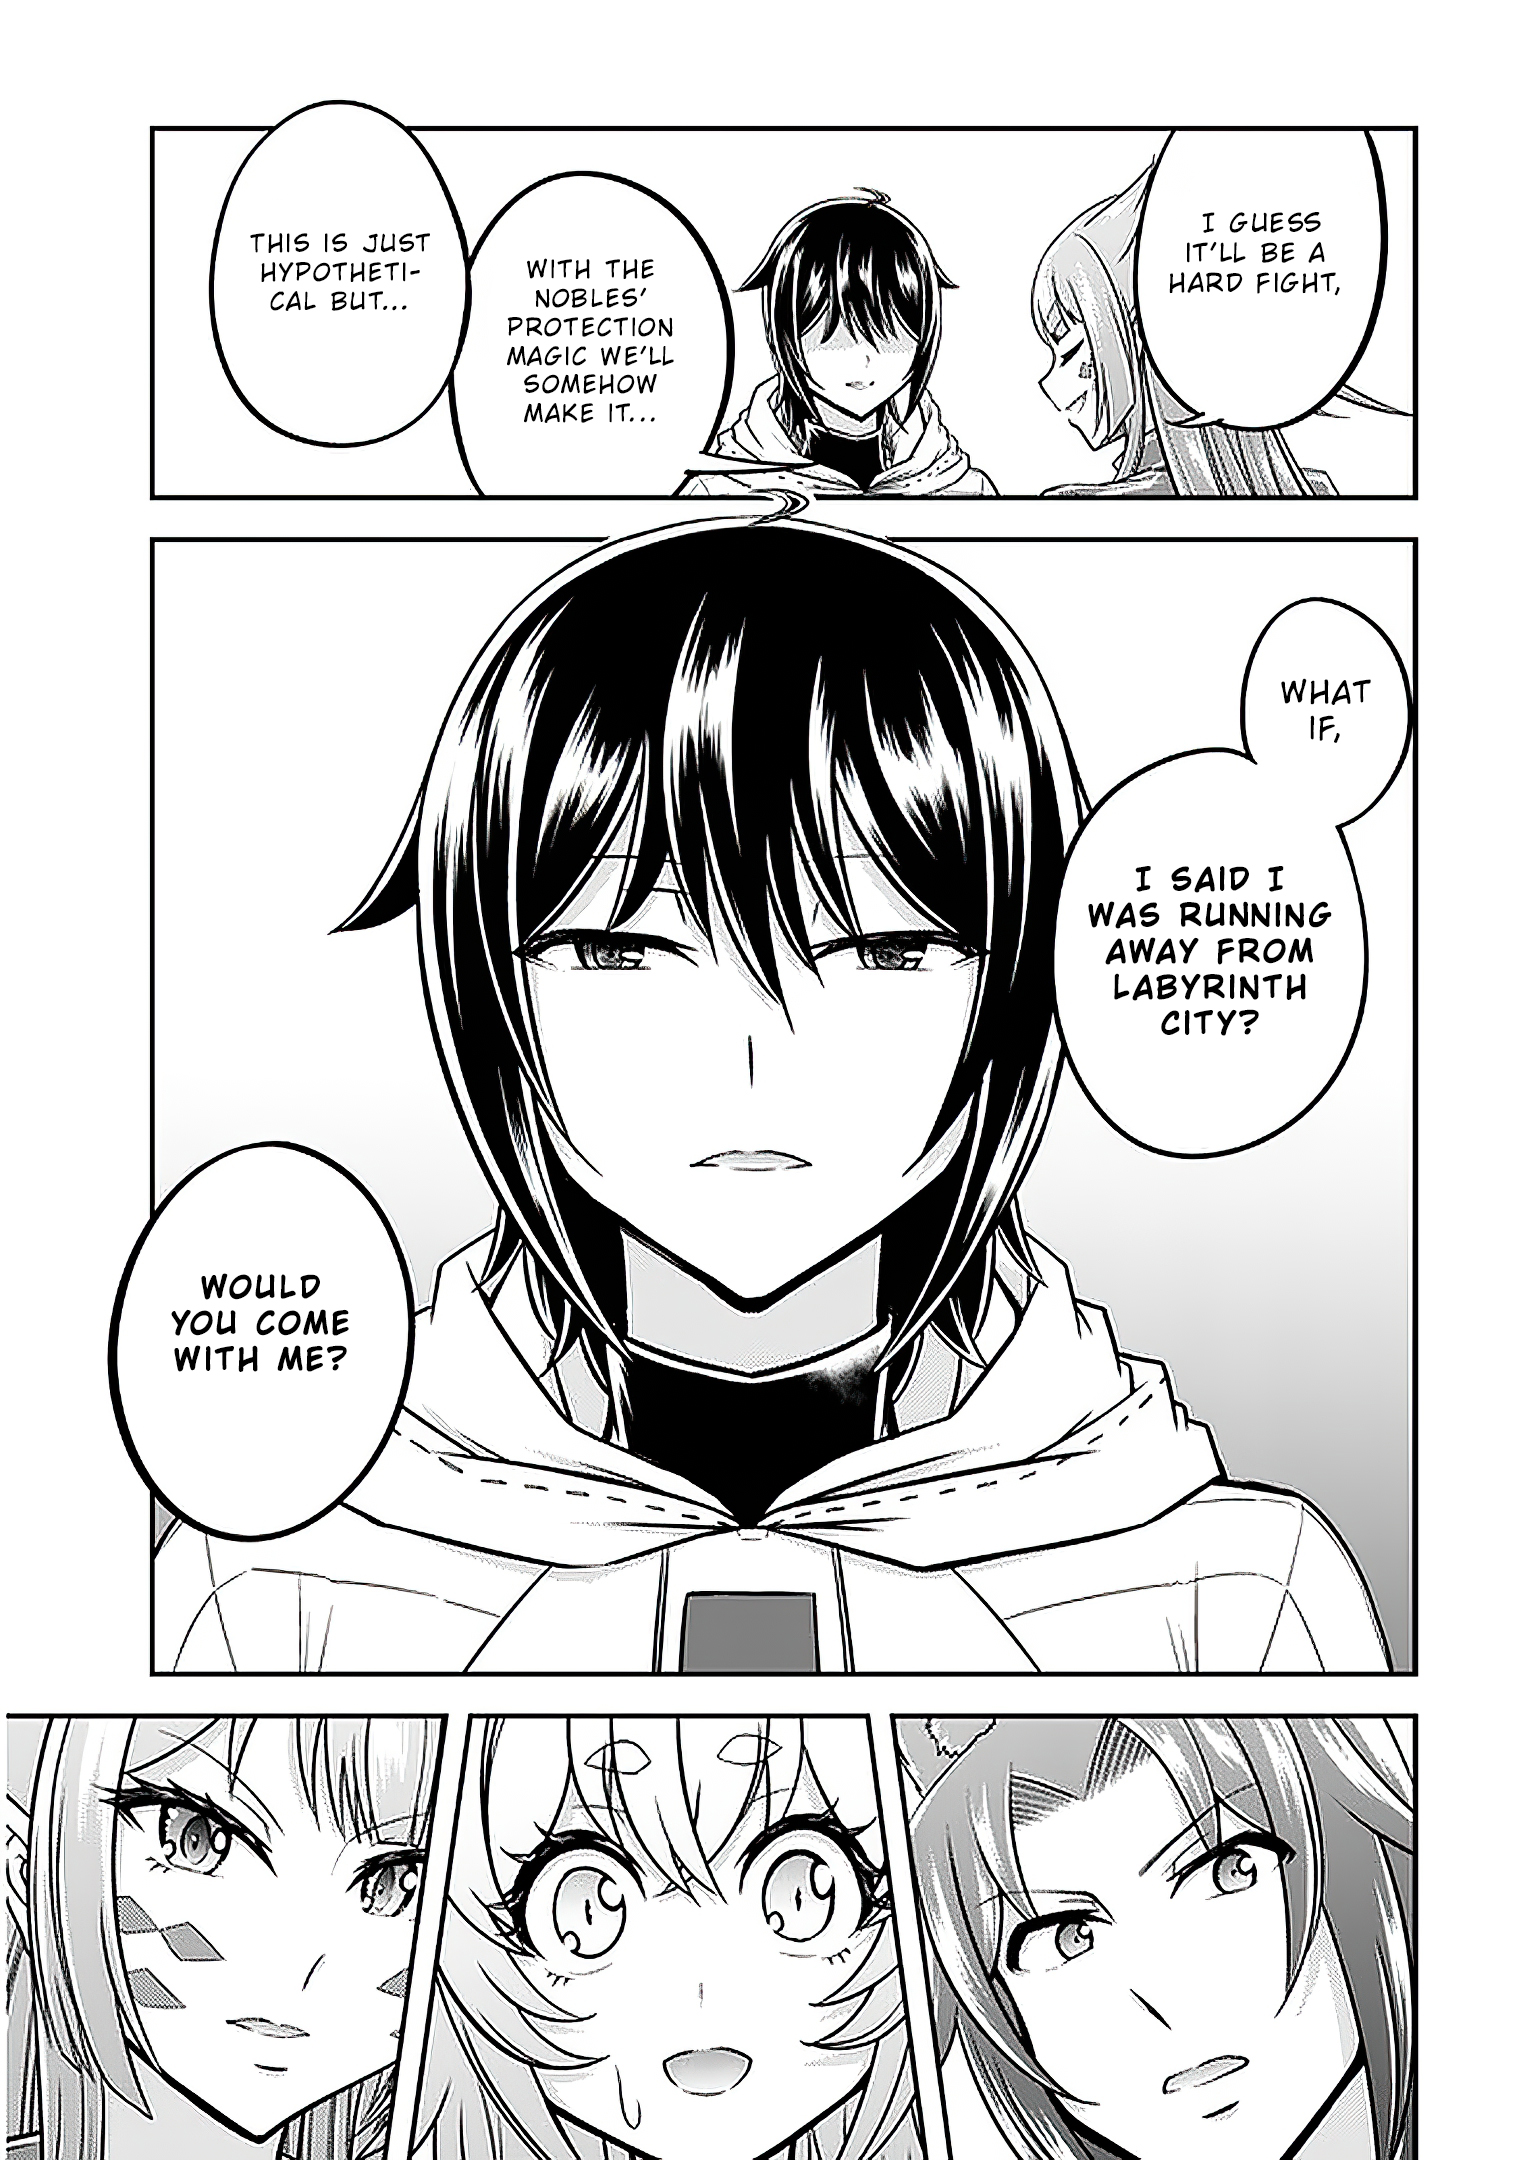 I GUESS
IT'LL BE A
HARD FIGHT,
WITH THE
NOBLES'
PROTECTION
MAGIC WE'LL
SOMEHOW
MAKE IT...
THIS IS JUST
HYPOTHETI-
CAL BUT...
WHAT
IF,
I SAID I
WAS RUNNING
AWAY FROM
LABYRINTH
CITY?
WOULD
YOU COME
WITH ME?